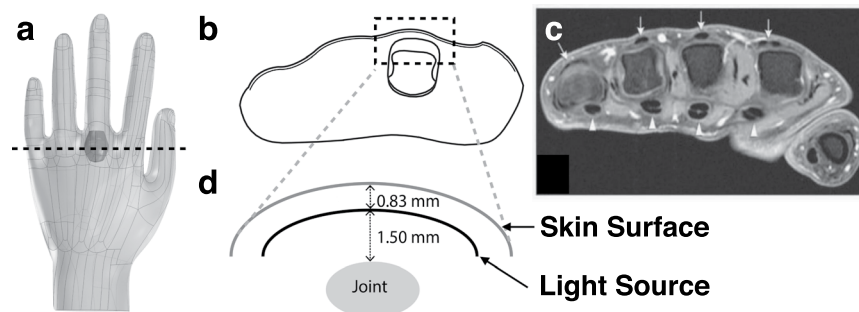 a
b
c
d
0.83 mm
1.50 mm
Skin Surface
Joint
Light Source